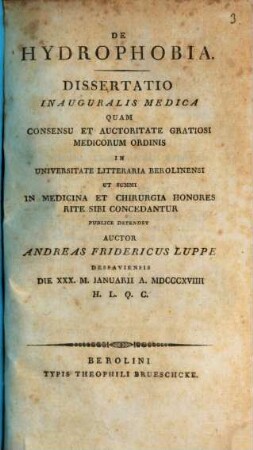 3
DE
HYDROPHOBIA.
DISSERTATIO
INAUGURALIS MEDICA
QUAM
CONSENSU ET AUCTORITATE GRATIOSI
MEDICORUM ORDINIS
IN
UNIVERSITATE LITTERARIA BEROLINENSI
UT SUMMI
IN MEDICINA ET CHIRURGIA HONORES
RITE SIBI CONCEDANTUR
PUBLICE DEFENDET
AUCTOR
ANDREAS FRIDERICUS LUPPE
DESSAVIENSIS
DIE XXX. M. JANUARII A. MDCCCXVIIII
H. L. Q. C.
BEROLINI
TYPIS THEOPHILI BRUESCHCKE.